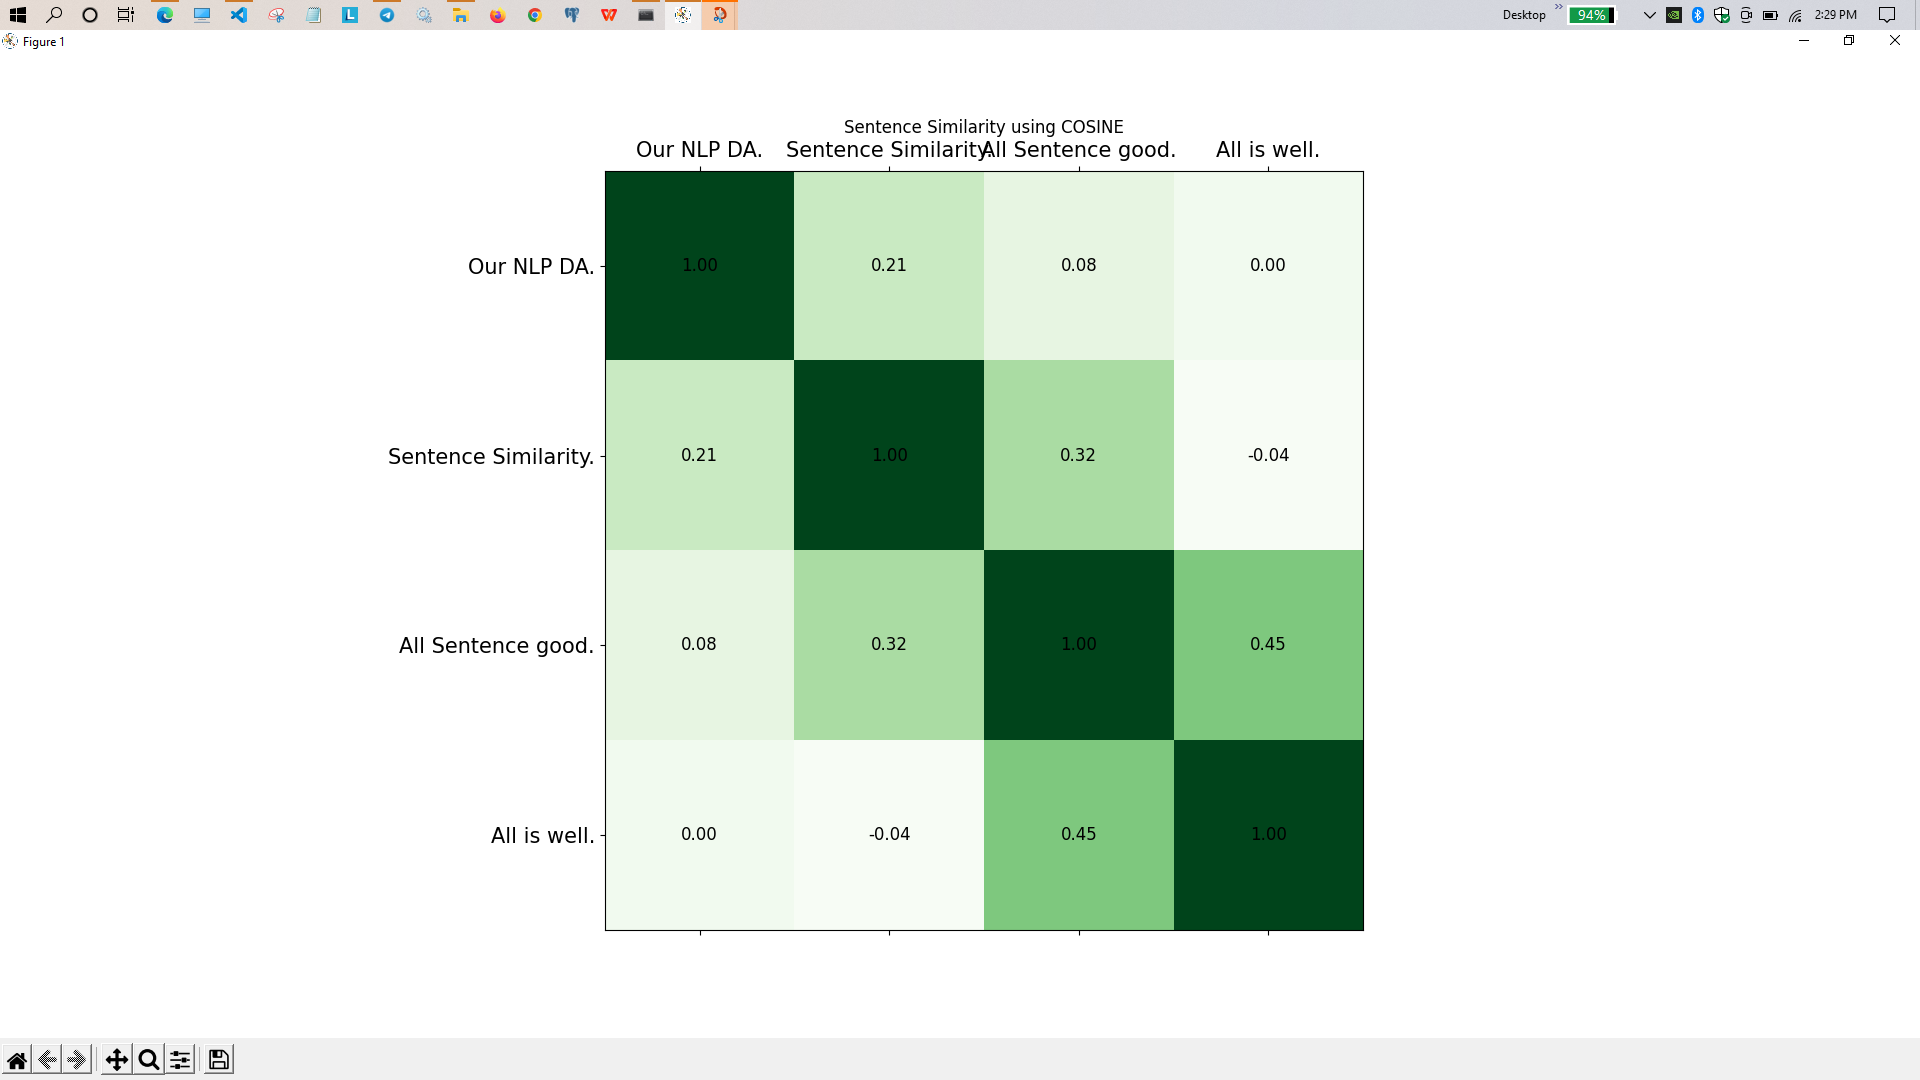 Desktop 94% 2:29 PM
Figure 1
Sentence Similarity using COSINE
Our NLP DA. Sentence Similarity. All Sentence good. All is well.
Our NLP DA. 1.00 0.21 0.08 0.00
Sentence Similarity. 0.21 1.00 0.32 -0.04
All Sentence good. 0.08 0.32 1.00 0.45
All is well. 0.00 -0.04 0.45 1.00